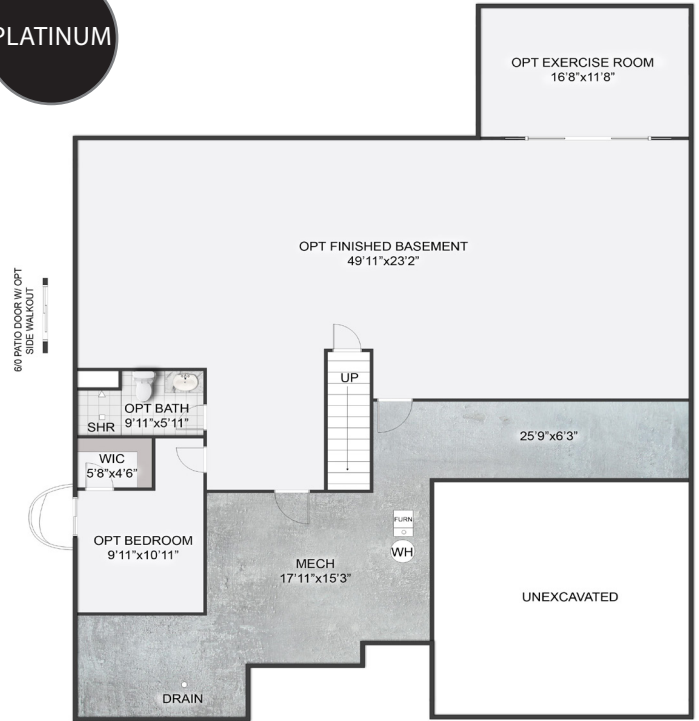 PLATINUM
OPT EXERCISE ROOM
16'8"x11'8"
OPT FINISHED BASEMENT
49'11"x23'2"
6/0 PATIO DOOR W/ OPT
SIDE WALKOUT
UP
OPT BATH
9'11"x5'11"
SHR
25'9"x6'3"
WIC
5'8"x4'6"
FURN
WH
OPT BEDROOM
9'11"x10'11"
MECH
17'11"x15'3"
UNEXCAVATED
DRAIN